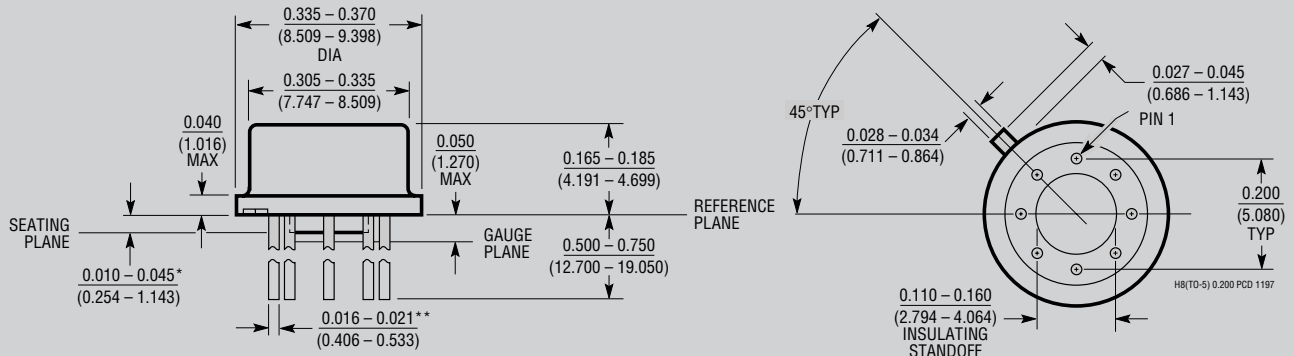 0.335 – 0.370
(8.509 – 9.398)
DIA
0.305 – 0.335
(7.747 – 8.509)
0.040
(1.016)
MAX
0.050
(1.270)
MAX
0.165 – 0.185
(4.191 – 4.699)
SEATING
PLANE
GAUGE
PLANE
REFERENCE
PLANE
0.010 – 0.045*
(0.254 – 1.143)
0.500 – 0.750
(12.700 – 19.050)
0.016 – 0.021**
(0.406 – 0.533)
45°TYP
0.027 – 0.045
(0.686 – 1.143)
PIN 1
0.028 – 0.034
(0.711 – 0.864)
0.200
(5.080)
TYP
H8(TO-5) 0.200 PCD 1197
0.110 – 0.160
(2.794 – 4.064)
INSULATING
STANDOFF